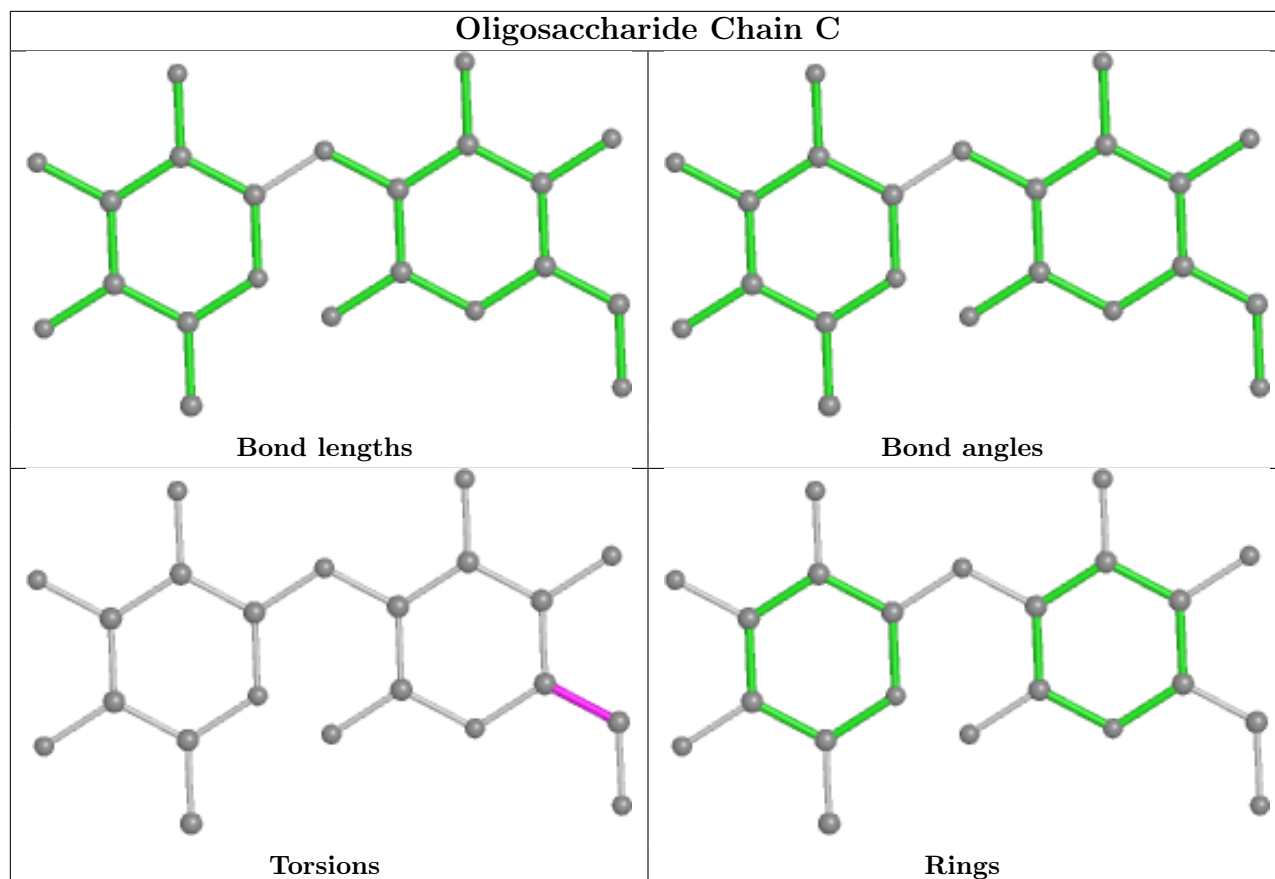 Oligosaccharide Chain C
Bond lengths
Bond angles
Torsions
Rings